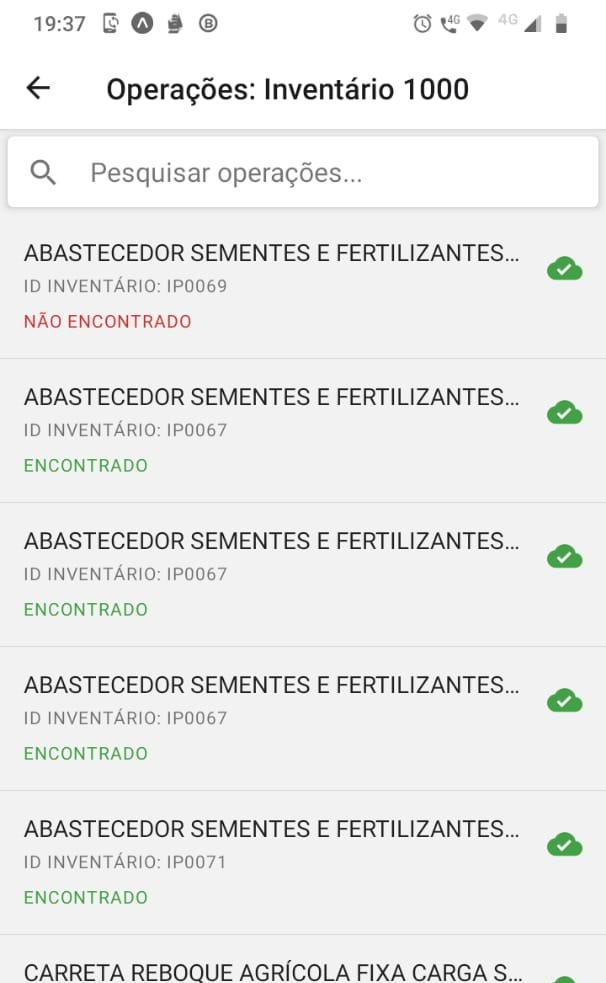 19:37
4G
4G
Operações: Inventário 1000
Pesquisar operações...
ABASTECEDOR SEMENTES E FERTILIZANTES...
ID INVENTÁRIO: IP0069
NÃO ENCONTRADO
ABASTECEDOR SEMENTES E FERTILIZANTES...
ID INVENTÁRIO: IP0067
ENCONTRADO
ABASTECEDOR SEMENTES E FERTILIZANTES...
ID INVENTÁRIO: IP0067
ENCONTRADO
ABASTECEDOR SEMENTES E FERTILIZANTES...
ID INVENTÁRIO: IP0067
ENCONTRADO
ABASTECEDOR SEMENTES E FERTILIZANTES...
ID INVENTÁRIO: IP0071
ENCONTRADO
CARRETA REBOQUE AGRÍCOLA FIXA CARGA S...